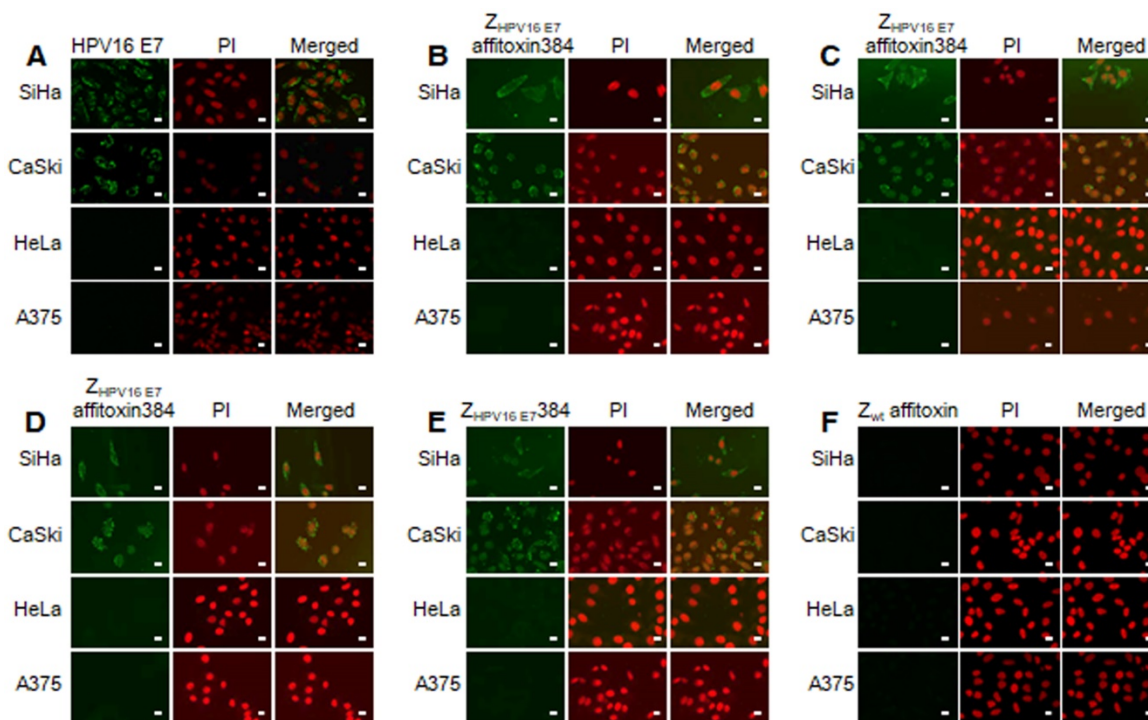 A HPV16 E7 PI Merged
SiHa
CaSki
HeLa
A375
B Z HPV16 E7 affitoxin384 PI Merged
SiHa
CaSki
HeLa
A375
C Z HPV16 E7 affitoxin384 PI Merged
SiHa
CaSki
HeLa
A375
D Z HPV16 E7 affitoxin384 PI Merged
SiHa
CaSki
HeLa
A375
E Z HPV16 E7 384 PI Merged
SiHa
CaSki
HeLa
A375
F Z wt affitoxin PI Merged
SiHa
CaSki
HeLa
A375